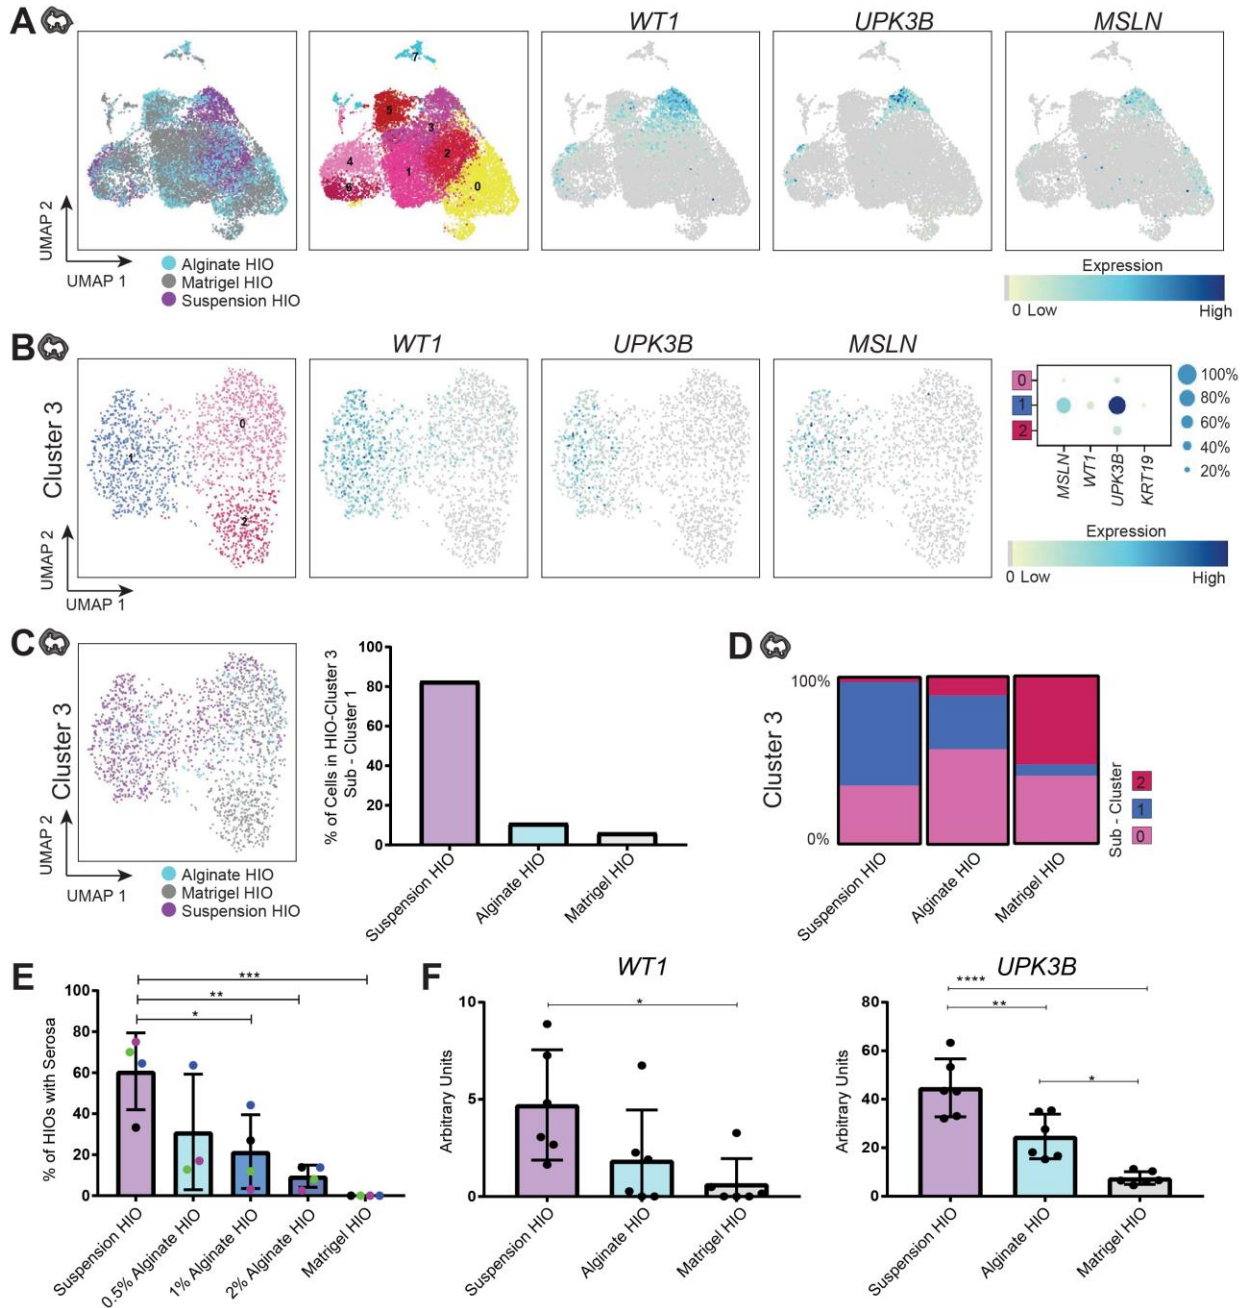 A
WT1
UPK3B
MSLN
7
5
3
2
4
1
6
0
UMAP 2
UMAP 1
Alginate HIO
Matrigel HIO
Suspension HIO
Expression
0 Low
High
B
Cluster 3
WT1
UPK3B
MSLN
0
1
2
UMAP 2
UMAP 1
0
1
2
100%
80%
60%
40%
20%
MSLN
WT1
UPK3B
KRT19
Expression
0 Low
High
C
Cluster 3
UMAP 2
UMAP 1
Alginate HIO
Matrigel HIO
Suspension HIO
% of Cells in HIO-Cluster 3
Sub - Cluster 1
100
80
60
40
20
0
Suspension HIO
Alginate HIO
Matrigel HIO
D
Cluster 3
100%
0%
Suspension HIO
Alginate HIO
Matrigel HIO
Sub - Cluster
2
1
0
E
% of HIOs with Serosa
100
80
60
40
20
0
***
**
*
Suspension HIO
0.5% Alginate HIO
1% Alginate HIO
2% Alginate HIO
Matrigel HIO
F
WT1
Arbitrary Units
10
5
0
*
Suspension HIO
Alginate HIO
Matrigel HIO
UPK3B
Arbitrary Units
80
60
40
20
0
****
**
*
Suspension HIO
Alginate HIO
Matrigel HIO